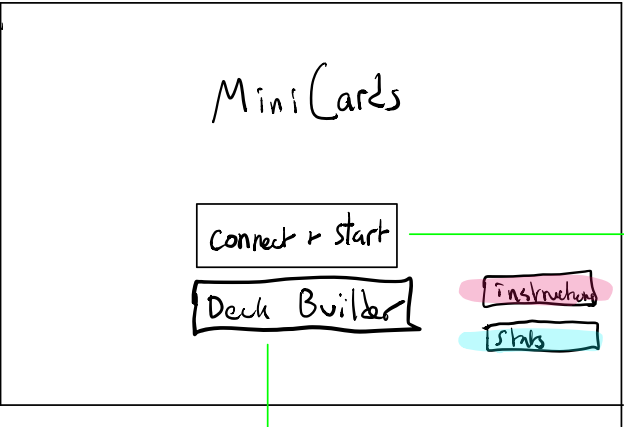 MiniCards
connect + start
Deck Builder
instructions
stats